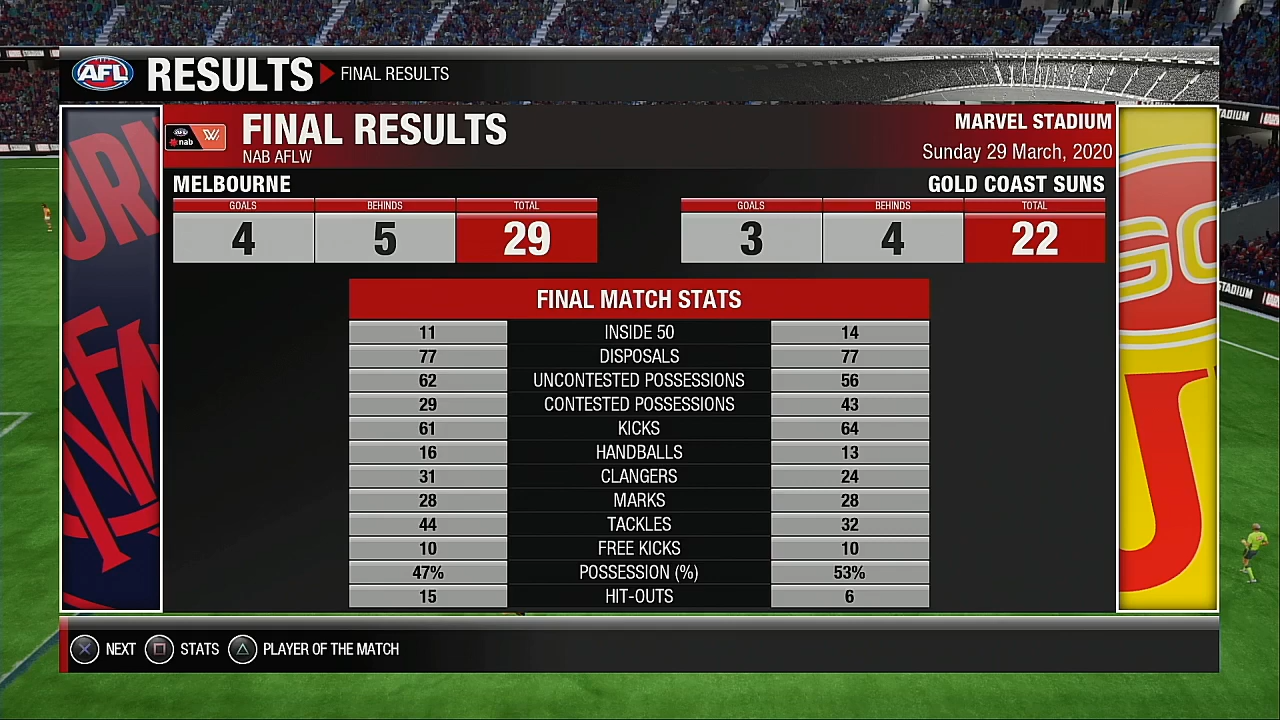 AFL RESULTS FINAL RESULTS
AFL nab W FINAL RESULTS
NAB AFLW
MARVEL STADIUM
Sunday 29 March, 2020
MELBOURNE
GOLD COAST SUNS
GOALS BEHINDS TOTAL GOALS BEHINDS TOTAL
4 5 29 3 4 22
FINAL MATCH STATS
11 INSIDE 50 14
77 DISPOSALS 77
62 UNCONTESTED POSSESSIONS 56
29 CONTESTED POSSESSIONS 43
61 KICKS 64
16 HANDBALLS 13
31 CLANGERS 24
28 MARKS 28
44 TACKLES 32
10 FREE KICKS 10
47% POSSESSION (%) 53%
15 HIT-OUTS 6
NEXT STATS PLAYER OF THE MATCH